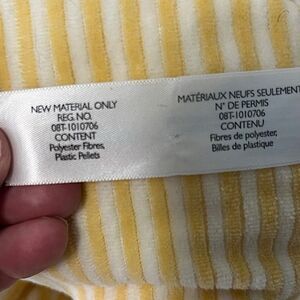 NEW MATERIAL ONLY
REG. NO.
08T-1010706
CONTENT
Polyester Fibres,
Plastic Pellets
MATÉRIAUX NEUFS SEULEMENT
N° DE PERMIS
08T-1010706
CONTENU
Fibres de polyester,
Billes de plastique